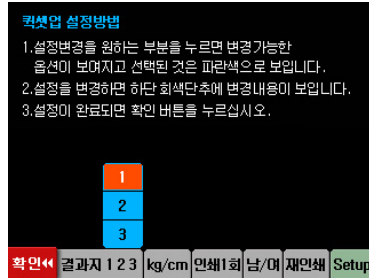 퀵셋업 설정방법
1.설정변경을 원하는 부분을 누르면 변경가능한
옵션이 보여지고 선택된 것은 파란색으로 보입니다.
2.설정을 변경하면 하단 회색단추에 변경내용이 보입니다.
3.설정이 완료되면 확인 버튼을 누르십시오.
1
2
3
확인◀◀ 결과지 1 2 3 kg/cm 인쇄1회 남/여 재인쇄 Setup